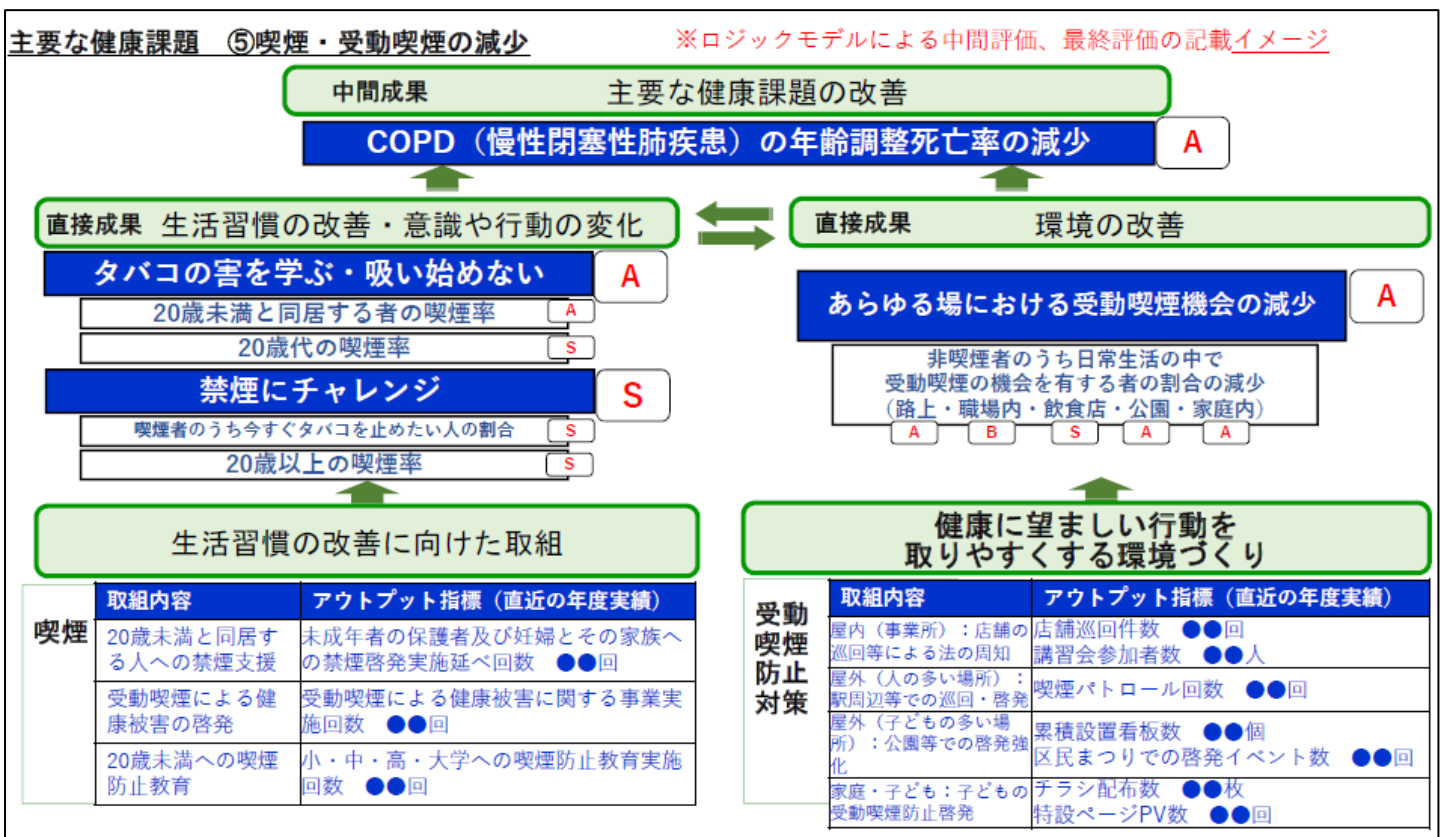 主要な健康課題　⑤喫煙・受動喫煙の減少
※ロジックモデルによる中間評価、最終評価の記載イメージ
中間成果　主要な健康課題の改善
COPD（慢性閉塞性肺疾患）の年齢調整死亡率の減少
A
直接成果　生活習慣の改善・意識や行動の変化
タバコの害を学ぶ・吸い始めない
A
20歳未満と同居する者の喫煙率
A
20歳代の喫煙率
S
禁煙にチャレンジ
S
喫煙者のうち今すぐタバコを止めたい人の割合
S
20歳以上の喫煙率
S
直接成果　環境の改善
あらゆる場における受動喫煙機会の減少
A
非喫煙者のうち日常生活の中で
受動喫煙の機会を有する者の割合の減少
（路上・職場内・飲食店・公園・家庭内）
A B S A A
生活習慣の改善に向けた取組
喫煙
取組内容　アウトプット指標（直近の年度実績）
20歳未満と同居す
る人への禁煙支援
未成年者の保護者及び妊婦とその家族へ
の禁煙啓発実施延べ回数　●●回
受動喫煙による健
康被害の啓発
受動喫煙による健康被害に関する事業実
施回数　●●回
20歳未満への喫煙
防止教育
小・中・高・大学への喫煙防止教育実施
回数　●●回
健康に望ましい行動を
取りやすくする環境づくり
受動
喫煙
防止
対策
取組内容　アウトプット指標（直近の年度実績）
屋内（事業所）：店舗の
巡回等による法の周知
店舗巡回件数　●●回
講習会参加者数　●●人
屋外（人の多い場所）：
駅周辺等での巡回・啓発
喫煙パトロール回数　●●回
屋外（子どもの多い場
所）：公園等での啓発強
化
累積設置看板数　●●個
区民まつりでの啓発イベント数　●●回
家庭・子ども：子どもの
受動喫煙防止啓発
チラシ配布数　●●枚
特設ページPV数　●●回